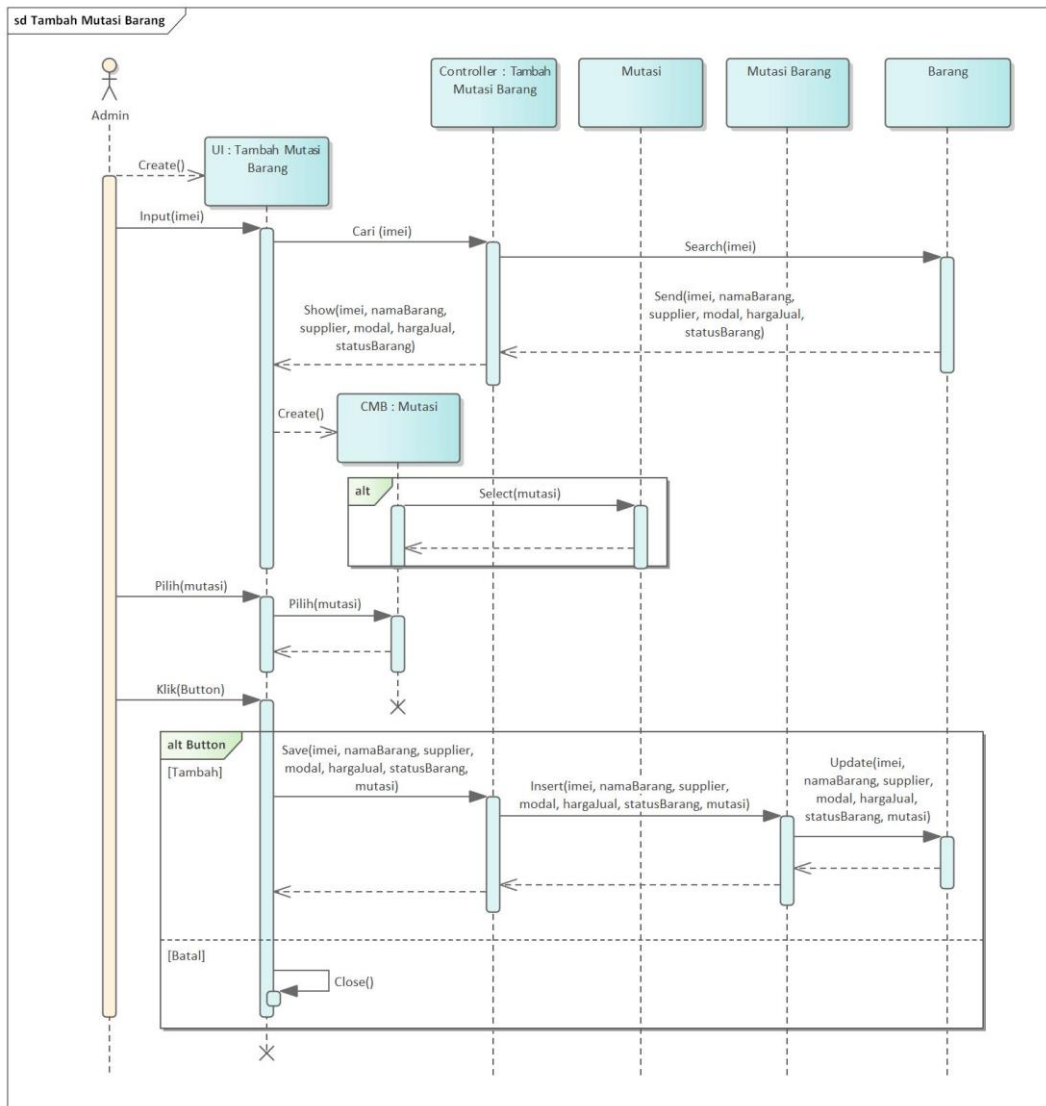 sd Tambah Mutasi Barang
Admin
Controller : Tambah
Mutasi Barang
Mutasi
Mutasi Barang
Barang
UI : Tambah Mutasi
Barang
Create()
Input(imei)
Cari (imei)
Search(imei)
Send(imei, namaBarang,
supplier, modal, hargaJual,
statusBarang)
Show(imei, namaBarang,
supplier, modal, hargaJual,
statusBarang)
CMB : Mutasi
Create()
alt
Select(mutasi)
Pilih(mutasi)
Pilih(mutasi)
Klik(Button)
alt Button
[Tambah]
Save(imei, namaBarang, supplier,
modal, hargaJual, statusBarang,
mutasi)
Insert(imei, namaBarang, supplier,
modal, hargaJual, statusBarang, mutasi)
Update(imei,
namaBarang, supplier,
modal, hargaJual,
statusBarang, mutasi)
[Batal]
Close()